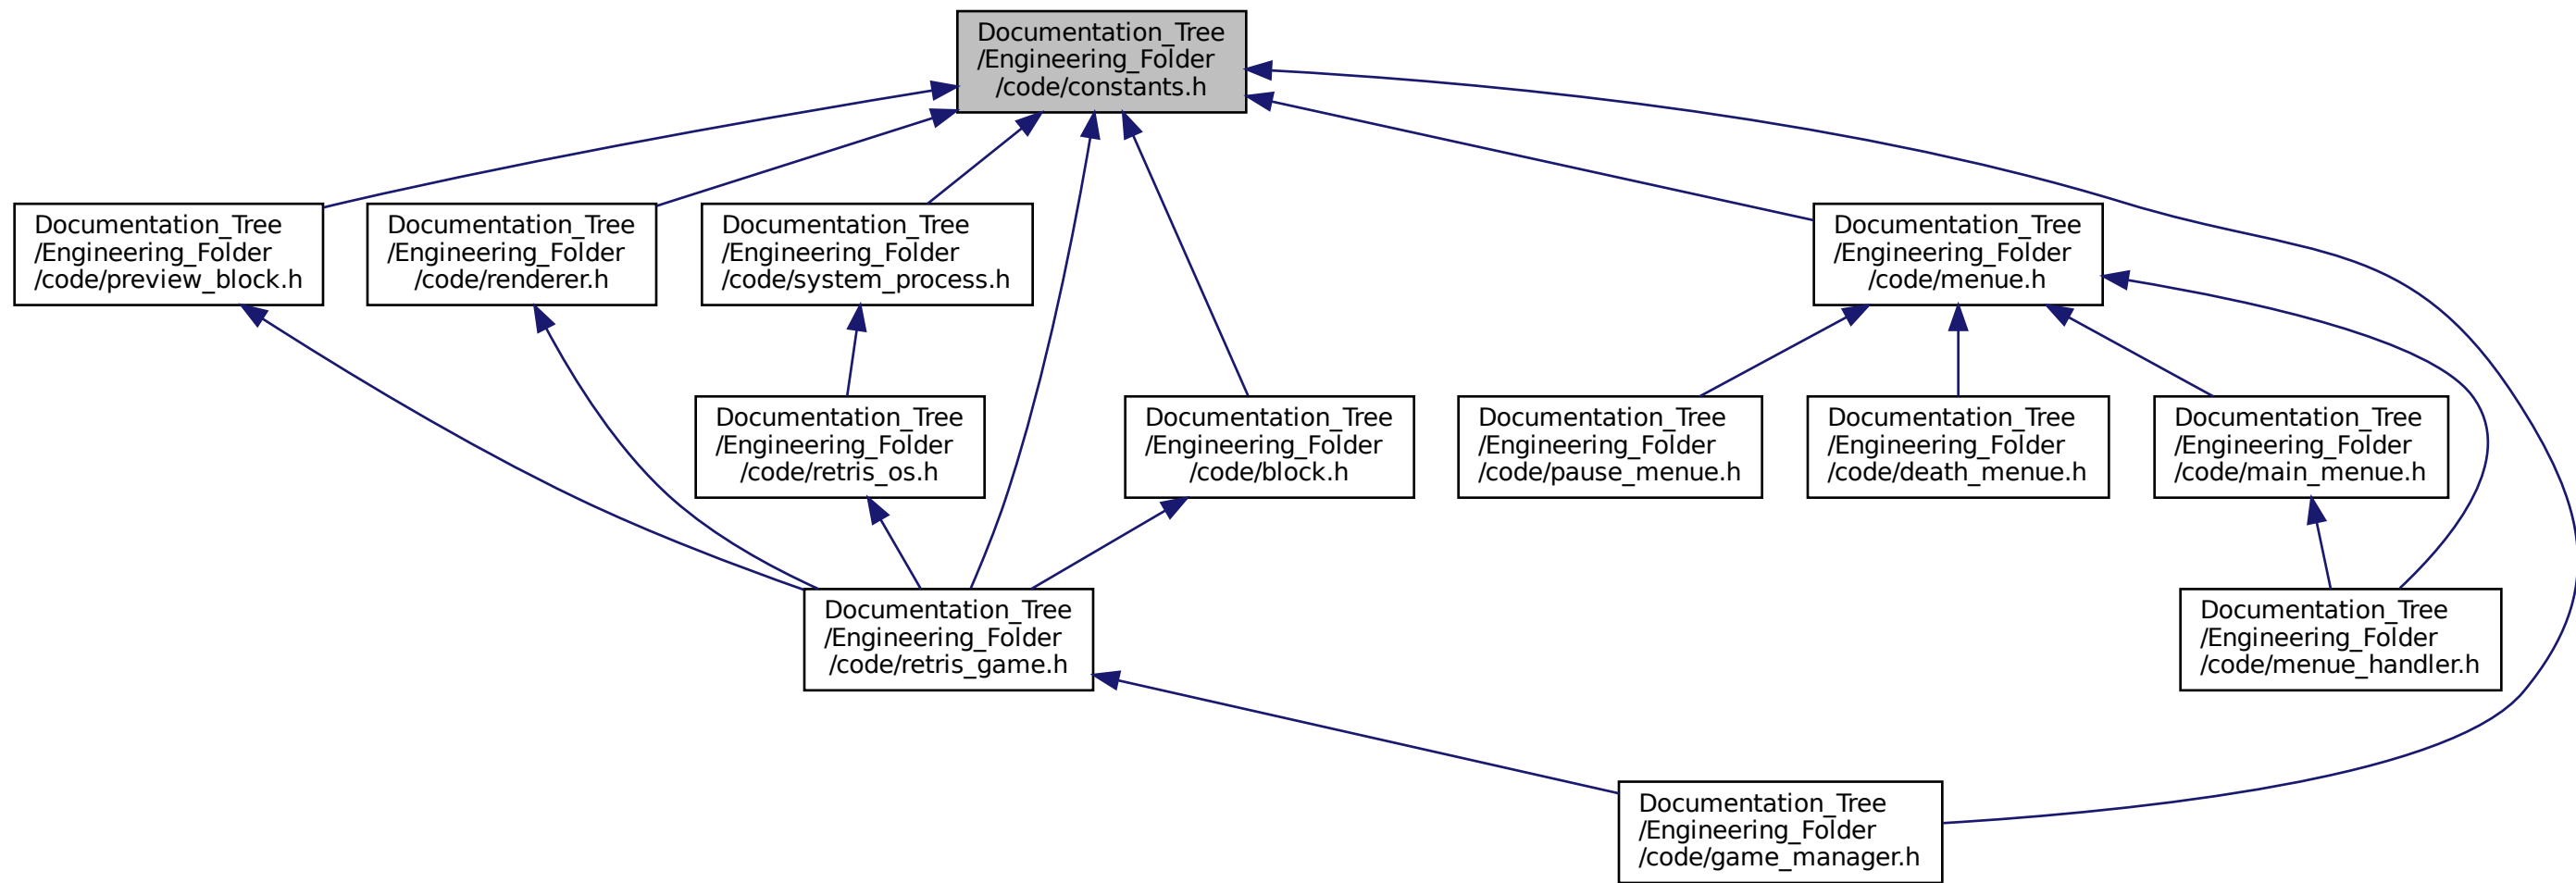 Documentation_Tree
/Engineering_Folder
/code/constants.h
Documentation_Tree
/Engineering_Folder
/code/preview_block.h
Documentation_Tree
/Engineering_Folder
/code/renderer.h
Documentation_Tree
/Engineering_Folder
/code/system_process.h
Documentation_Tree
/Engineering_Folder
/code/menue.h
Documentation_Tree
/Engineering_Folder
/code/retris_os.h
Documentation_Tree
/Engineering_Folder
/code/block.h
Documentation_Tree
/Engineering_Folder
/code/pause_menue.h
Documentation_Tree
/Engineering_Folder
/code/death_menue.h
Documentation_Tree
/Engineering_Folder
/code/main_menue.h
Documentation_Tree
/Engineering_Folder
/code/retris_game.h
Documentation_Tree
/Engineering_Folder
/code/menue_handler.h
Documentation_Tree
/Engineering_Folder
/code/game_manager.h